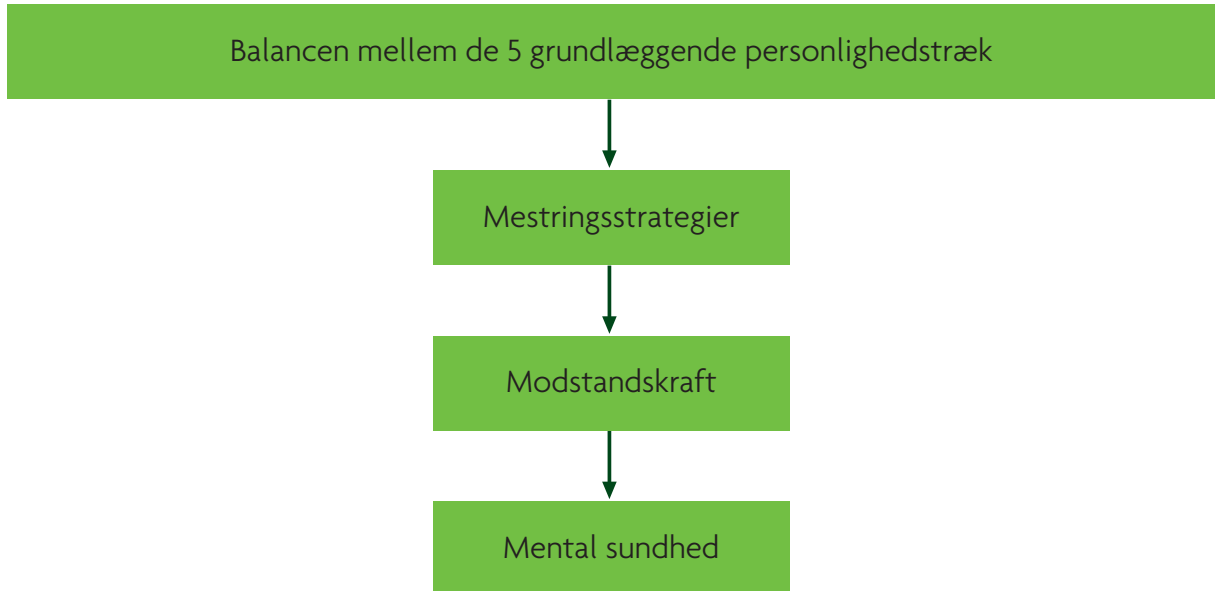 Balancen mellem de 5 grundlæggende personlighedstræk
Mestringsstrategier
Modstandskraft
Mental sundhed